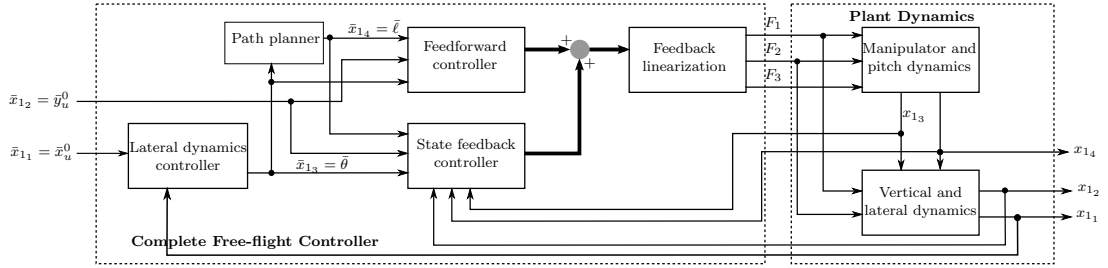 Plant Dynamics
Path planner
x̄₁₄ = ℓ̄
Feedforward
controller
+
+
Feedback
linearization
F₁
F₂
F₃
Manipulator and
pitch dynamics
x̄₁₂ = ȳᵤ⁰
x̄₁₁ = x̄ᵤ⁰
Lateral dynamics
controller
x̄₁₃ = θ̄
State feedback
controller
x₁₃
x₁₄
Vertical and
lateral dynamics
x₁₂
x₁₁
Complete Free-flight Controller